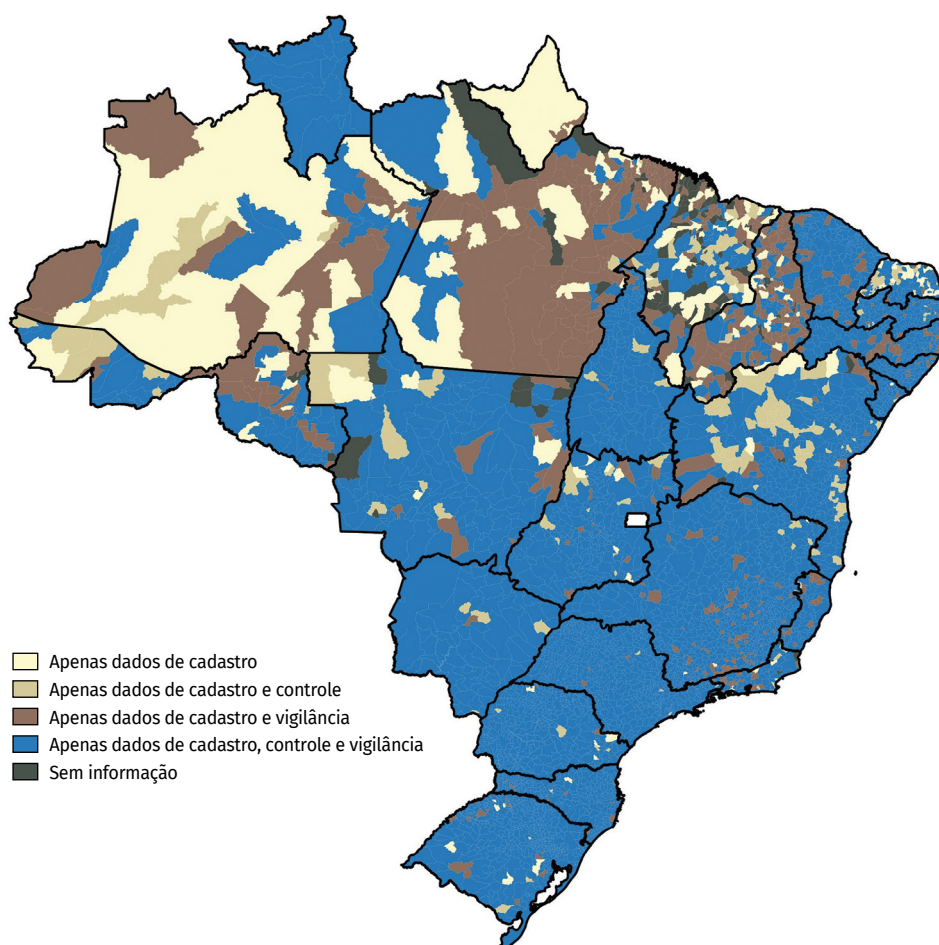 Apenas dados de cadastro
Apenas dados de cadastro e controle
Apenas dados de cadastro e vigilância
Apenas dados de cadastro, controle e vigilância
Sem informação